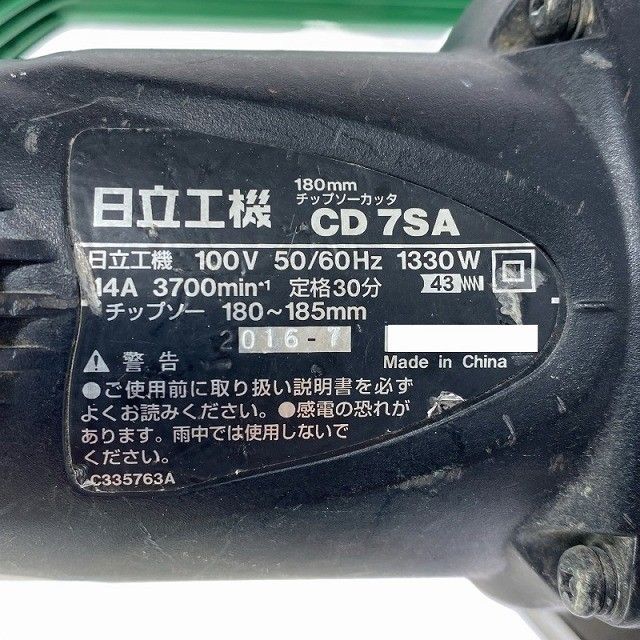 日立工機 180mm チップソーカッタ CD 7SA
日立工機 100V 50/60Hz 1330W
14A 3700min⁻¹ 定格30分 43
チップソー 180～185mm
2016-7
Made in China
警告
●ご使用前に取り扱い説明書を必ず
よくお読みください。●感電の恐れが
あります。雨中では使用しないで
ください。
C335763A